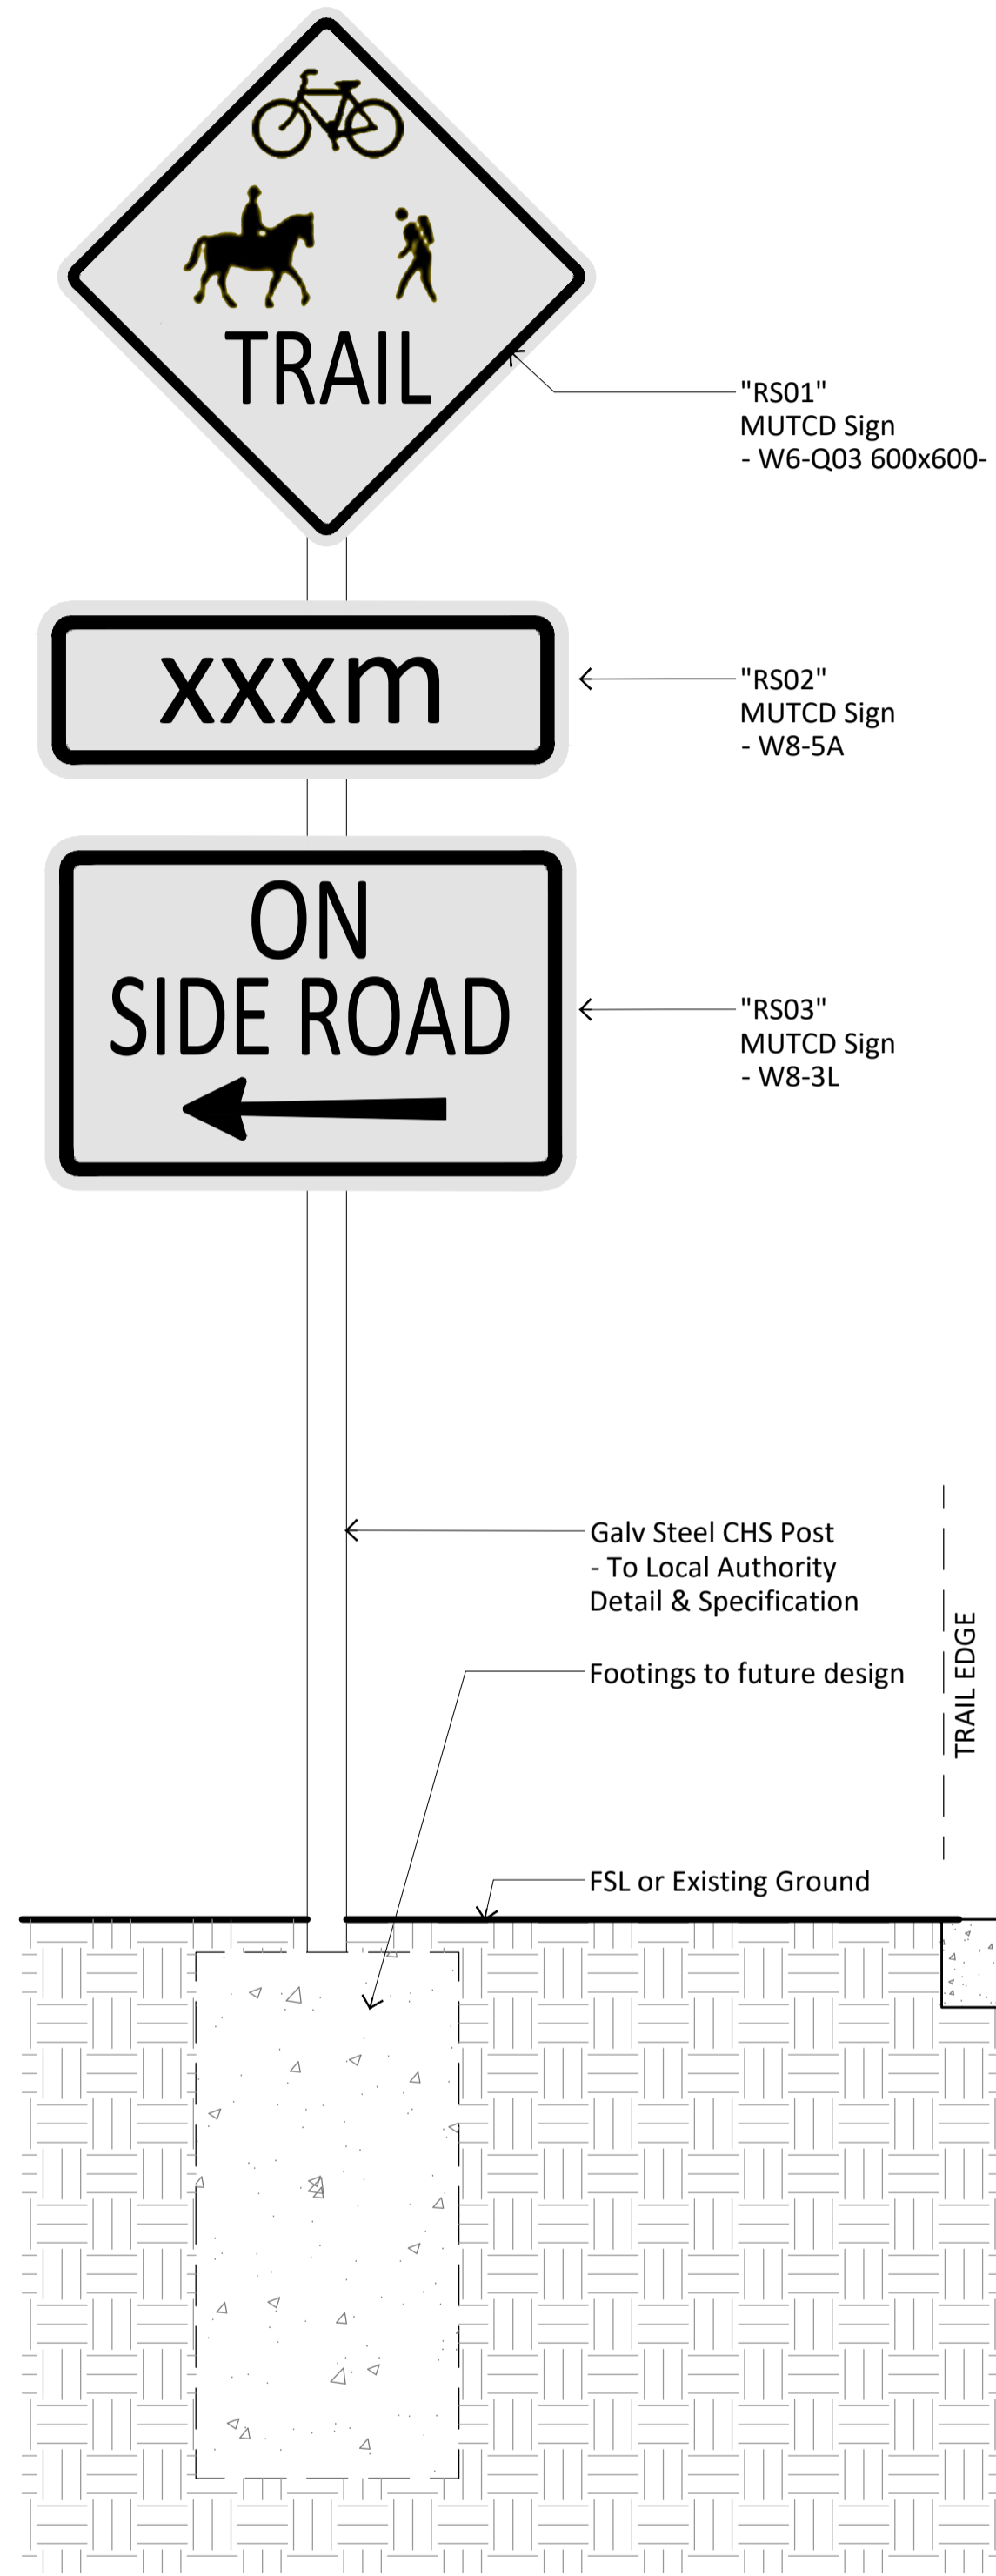 TRAIL
"RS01"
MUTCD Sign
- W6-Q03 600x600-
xxxm
"RS02"
MUTCD Sign
- W8-5A
ON
SIDE ROAD
"RS03"
MUTCD Sign
- W8-3L
Galv Steel CHS Post
- To Local Authority
Detail & Specification
Footings to future design
TRAIL EDGE
FSL or Existing Ground